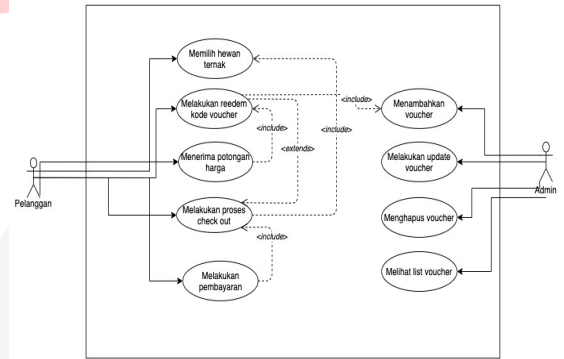 Memilih hewan
ternak
Melakukan reedem
kode voucher
<include>
Menambahkan
voucher
<include>
<include>
<extends>
Menerima potongan
harga
Melakukan update
voucher
Pelanggan
Admin
Melakukan proses
check out
Menghapus voucher
<include>
Melakukan
pembayaran
Melihat list voucher